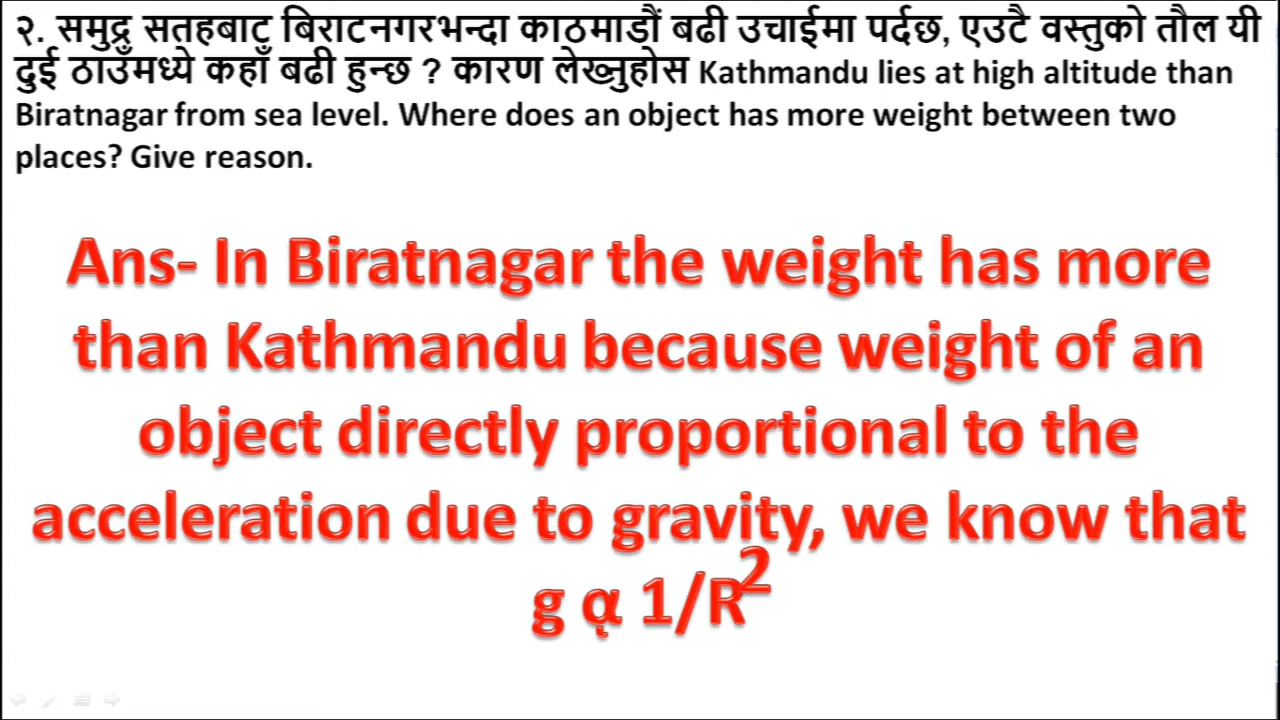 २. समुद्र सतहबाट बिराटनगरभन्दा काठमाडौं बढी उचाईमा पर्दछ, एउटै वस्तुको तौल यी
दुई ठाउँमध्ये कहाँ बढी हुन्छ ? कारण लेख्नुहोस Kathmandu lies at high altitude than
Biratnagar from sea level. Where does an object has more weight between two
places? Give reason.
Ans- In Biratnagar the weight has more
than Kathmandu because weight of an
object directly proportional to the
acceleration due to gravity, we know that
g ᾳ 1/R²